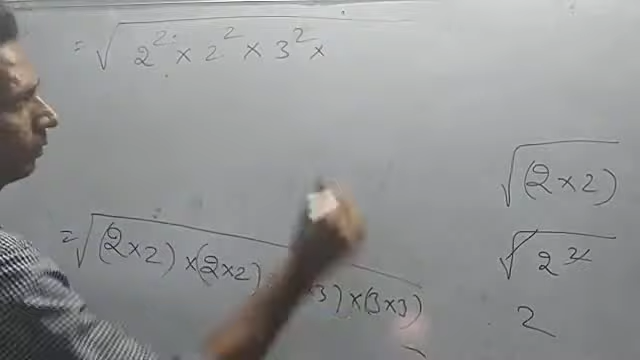 = √2² × 2² × 3² ×
= √(2×2) × (2×2) ×3) × (3×3)
√(2×2)
√2²
2